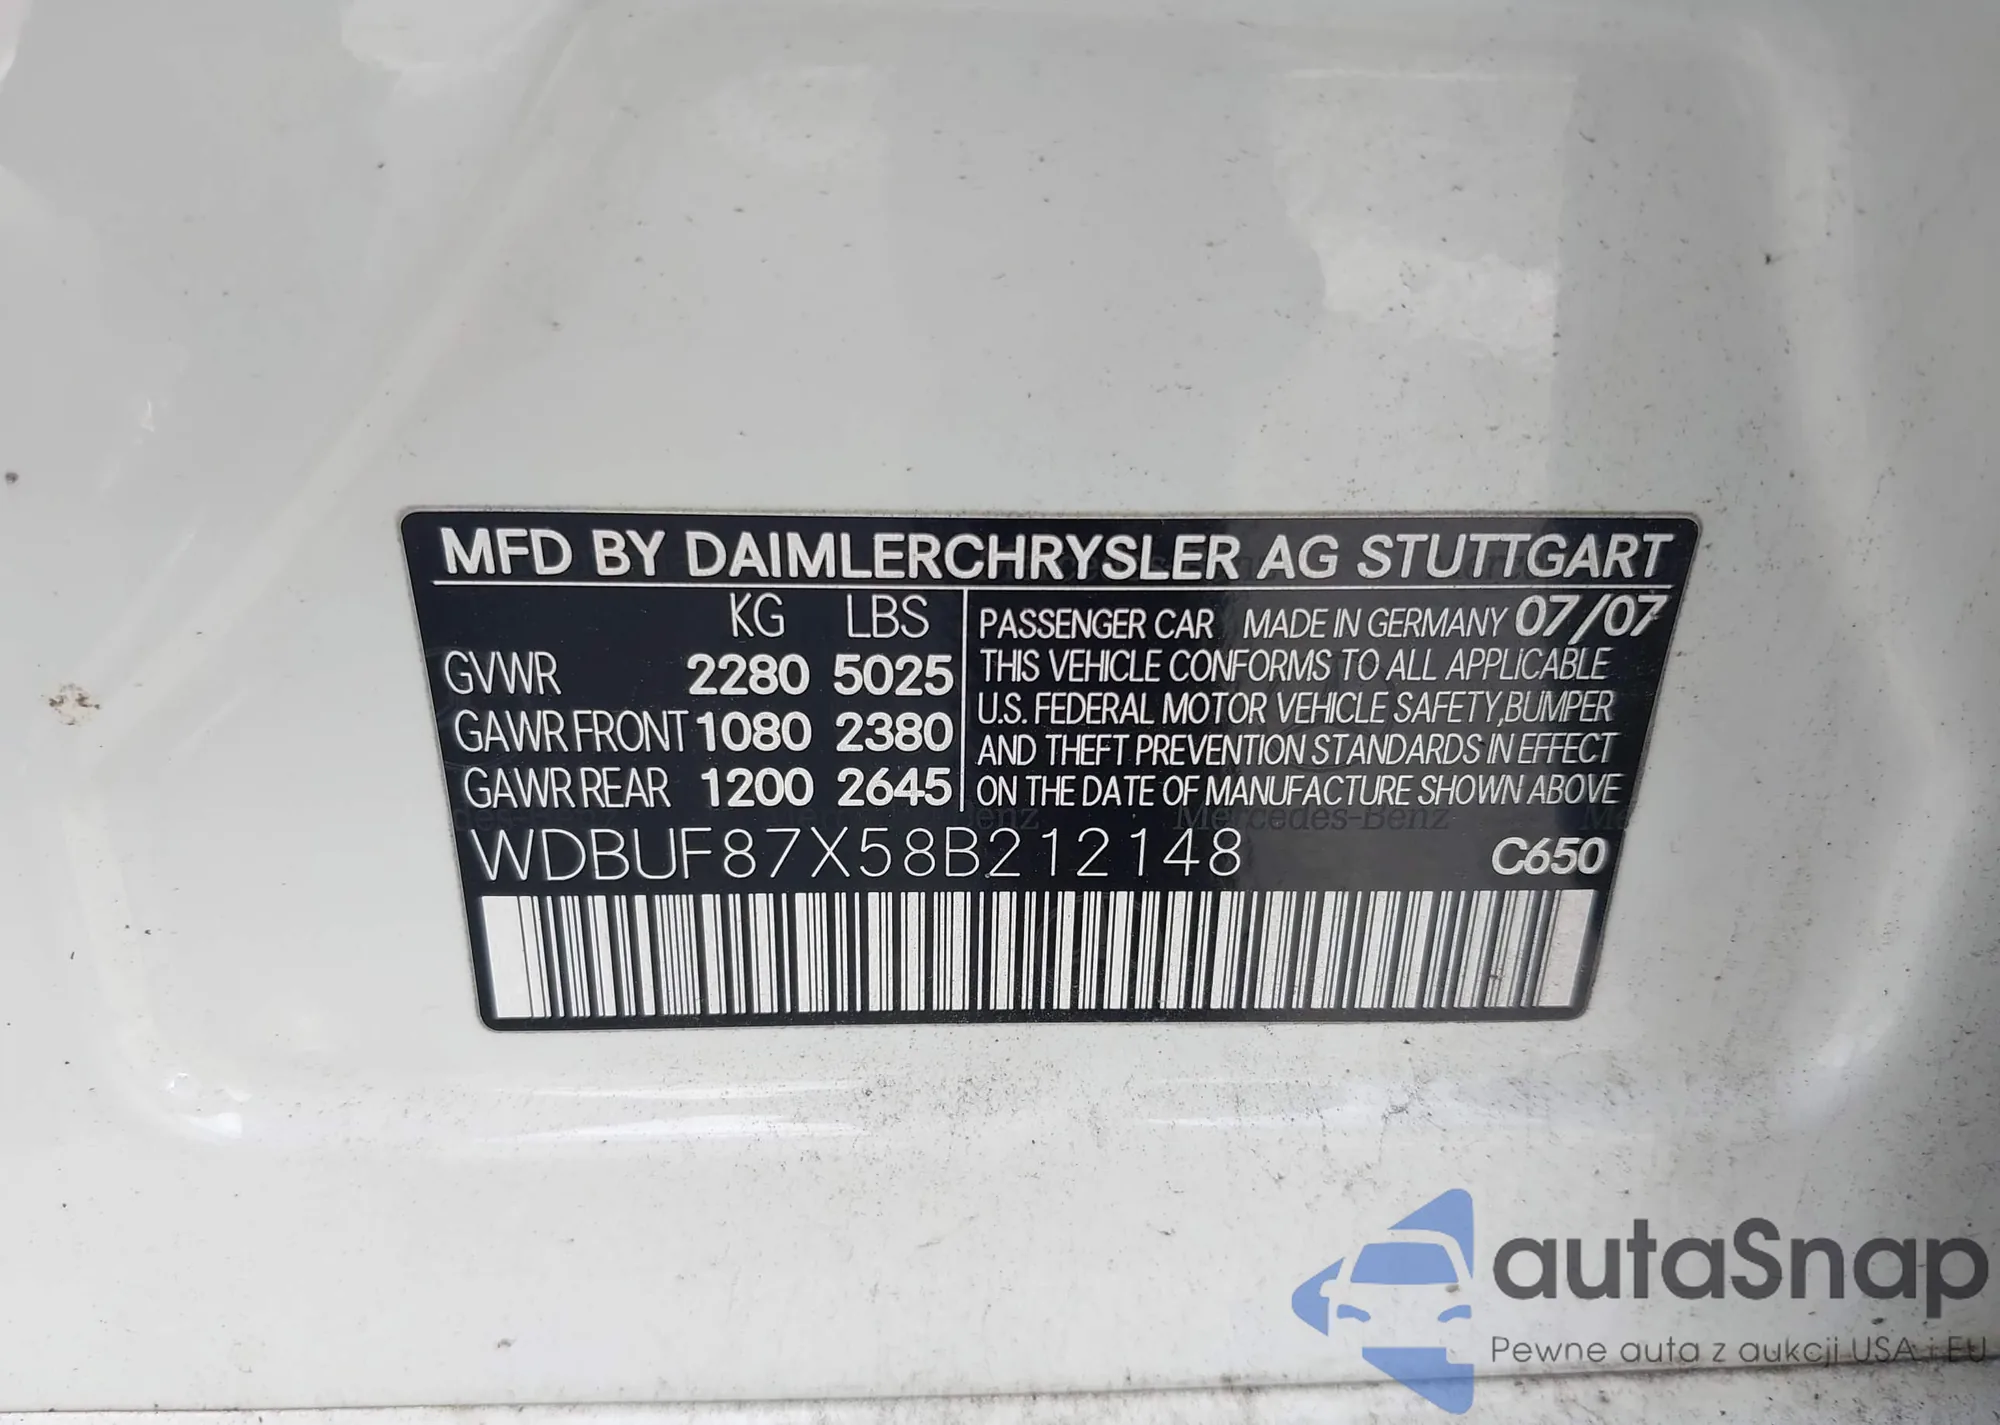 MFD BY DAIMLERCHRYSLER AG STUTTGART
KG LBS
GVWR 2280 5025
GAWR FRONT 1080 2380
GAWR REAR 1200 2645
PASSENGER CAR MADE IN GERMANY 07/07
THIS VEHICLE CONFORMS TO ALL APPLICABLE
U.S. FEDERAL MOTOR VEHICLE SAFETY, BUMPER
AND THEFT PREVENTION STANDARDS IN EFFECT
ON THE DATE OF MANUFACTURE SHOWN ABOVE
Mercedes-Benz
WDBUF87X58B212148 C650
autaSnap
Pewne auta z aukcji USA i EU